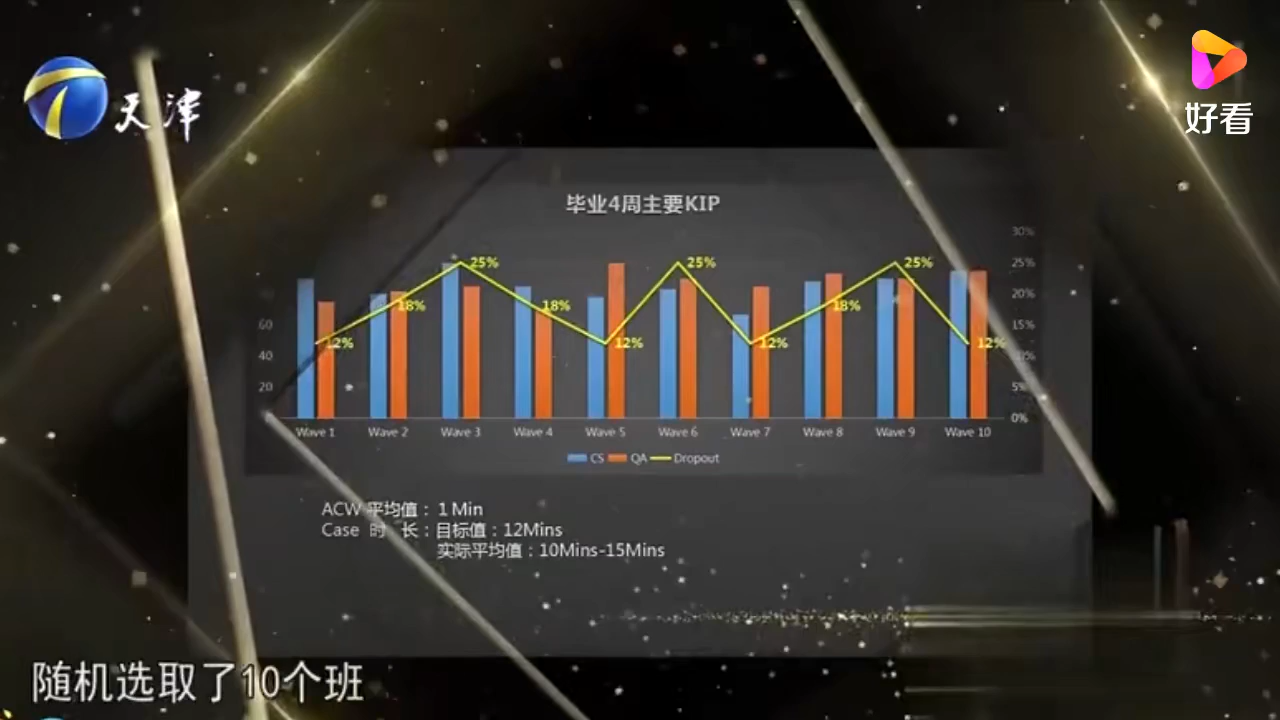 天津
好看
毕业4周主要KIP
30%
25%
20%
15%
10%
5%
0%
60
40
20
12%
18%
25%
18%
12%
25%
12%
18%
25%
12%
Wave 1 Wave 2 Wave 3 Wave 4 Wave 5 Wave 6 Wave 7 Wave 8 Wave 9 Wave 10
CS QA Dropout
ACW 平均值：1 Min
Case 时 长：目标值：12Mins
实际平均值：10Mins-15Mins
随机选取了10个班